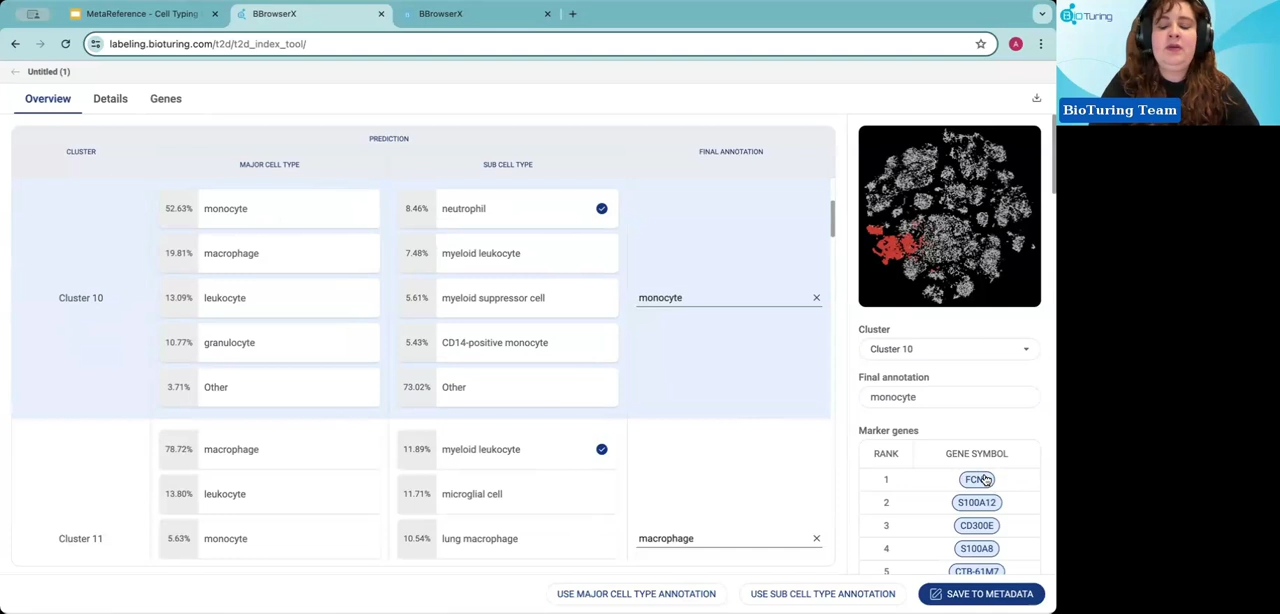 MetaReference - Cell Typing
BBrowserX
BBrowserX
labeling.bioturing.com/t2d/t2d_index_tool/
A
BIOTURING
BioTuring Team
Untitled (1)
Overview Details Genes
CLUSTER
PREDICTION
MAJOR CELL TYPE
SUB CELL TYPE
FINAL ANNOTATION
Cluster 10
52.63% monocyte
19.81% macrophage
13.09% leukocyte
10.77% granulocyte
3.71% Other
8.46% neutrophil
7.48% myeloid leukocyte
5.61% myeloid suppressor cell
5.43% CD14-positive monocyte
73.02% Other
monocyte
Cluster 11
78.72% macrophage
13.80% leukocyte
5.63% monocyte
11.89% myeloid leukocyte
11.71% microglial cell
10.54% lung macrophage
macrophage
Cluster
Cluster 10
Final annotation
monocyte
Marker genes
RANK GENE SYMBOL
1
2 S100A12
3 CD300E
4 S100A8
5 CTB-61M7
USE MAJOR CELL TYPE ANNOTATION
USE SUB CELL TYPE ANNOTATION
SAVE TO METADATA